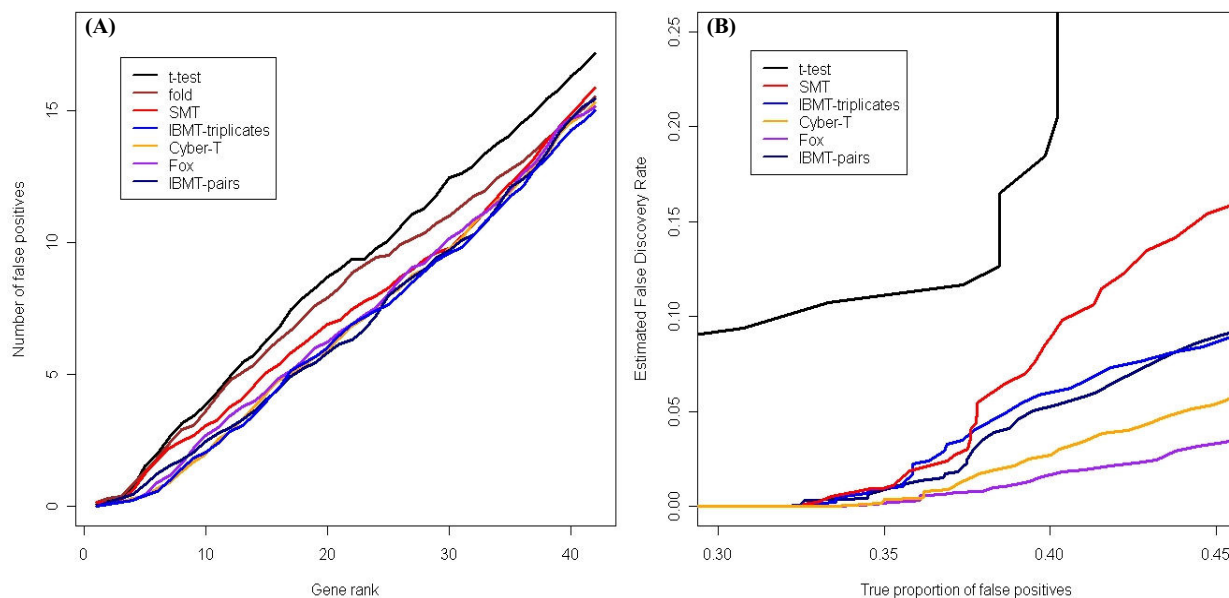 (A)
t-test
fold
SMT
IBMT-triplicates
Cyber-T
Fox
IBMT-pairs
Number of false positives
0
5
10
15
0
10
20
30
40
Gene rank
(B)
t-test
SMT
IBMT-triplicates
Cyber-T
Fox
IBMT-pairs
Estimated False Discovery Rate
0.00
0.05
0.10
0.15
0.20
0.25
0.30
0.35
0.40
0.45
True proportion of false positives